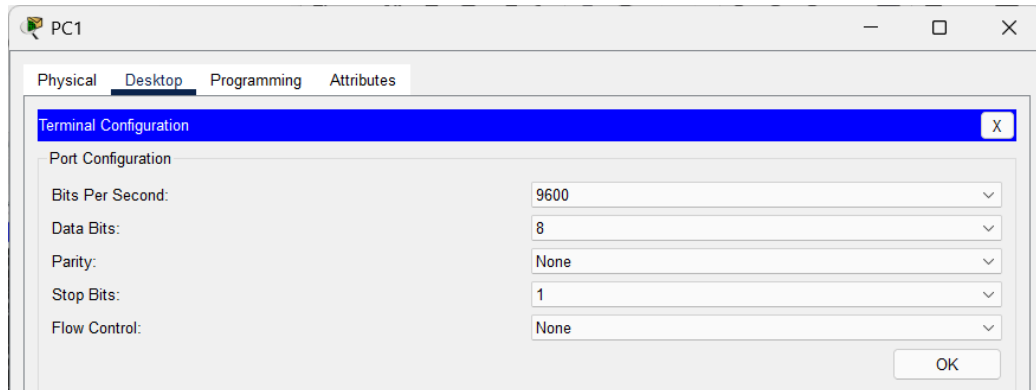 PC1
Physical Desktop Programming Attributes
Terminal Configuration X
Port Configuration
Bits Per Second: 9600
Data Bits: 8
Parity: None
Stop Bits: 1
Flow Control: None
OK